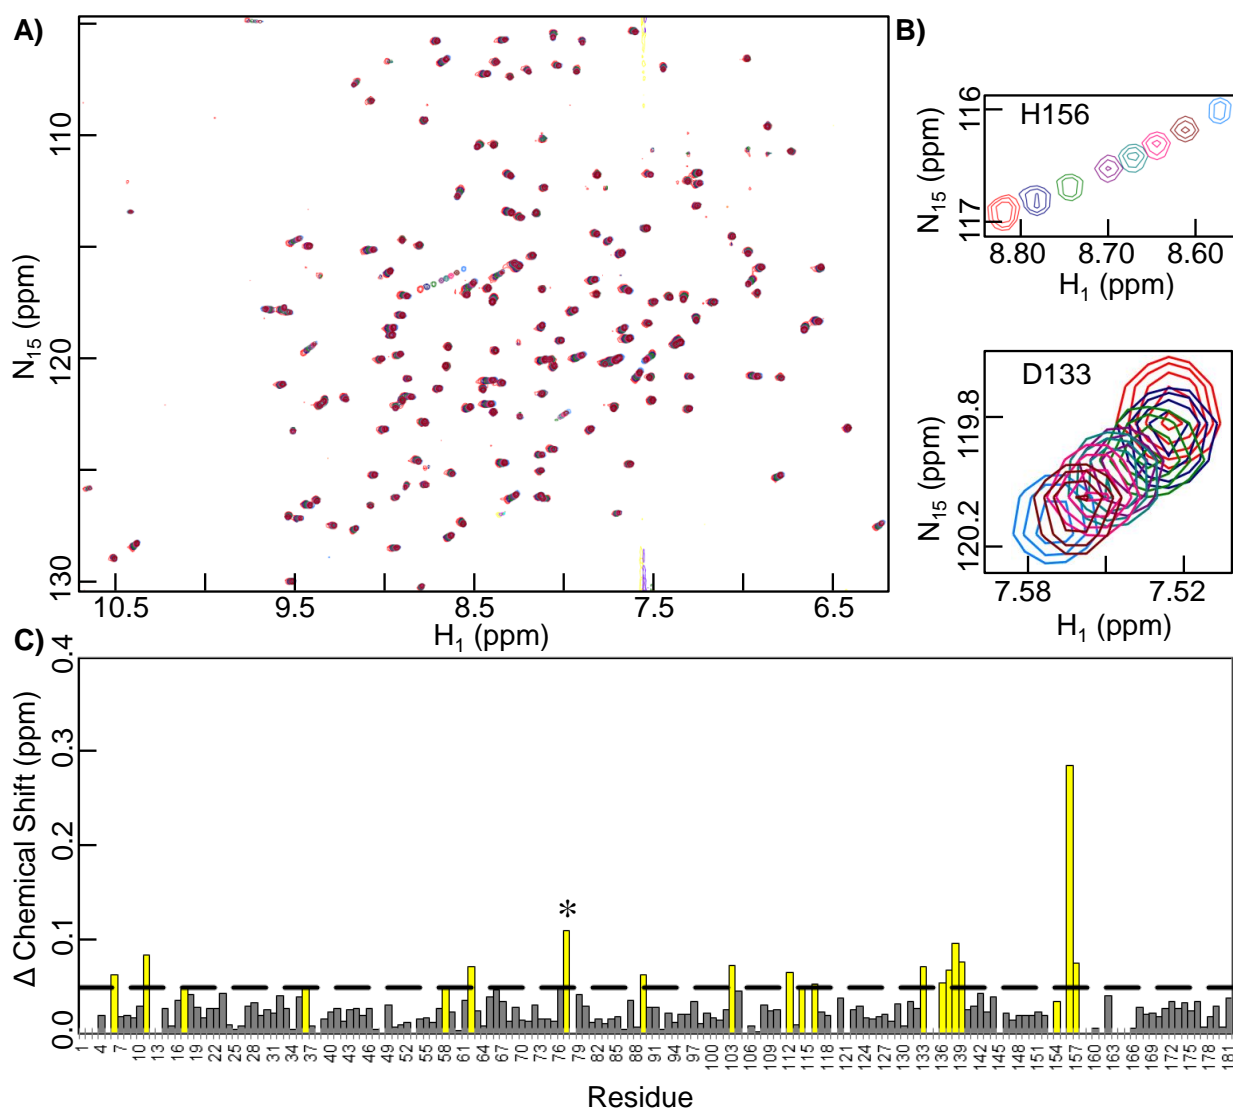 A)
N15 (ppm)
110
120
130
10.5 9.5 8.5 7.5 6.5
H1 (ppm)
B)
H156
N15 (ppm)
116
117
8.80 8.70 8.60
H1 (ppm)
D133
N15 (ppm)
119.8
120.2
7.58 7.52
H1 (ppm)
C)
Δ Chemical Shift (ppm)
0.4
0.3
0.2
0.1
0.0
*
1 4 7 10 13 16 19 22 25 28 31 34 37 40 43 46 49 52 55 58 61 64 67 70 73 76 79 82 85 88 91 94 97 100 103 106 109 112 115 118 121 124 127 130 133 136 139 142 145 148 151 154 157 160 163 166 169 172 175 178 181
Residue